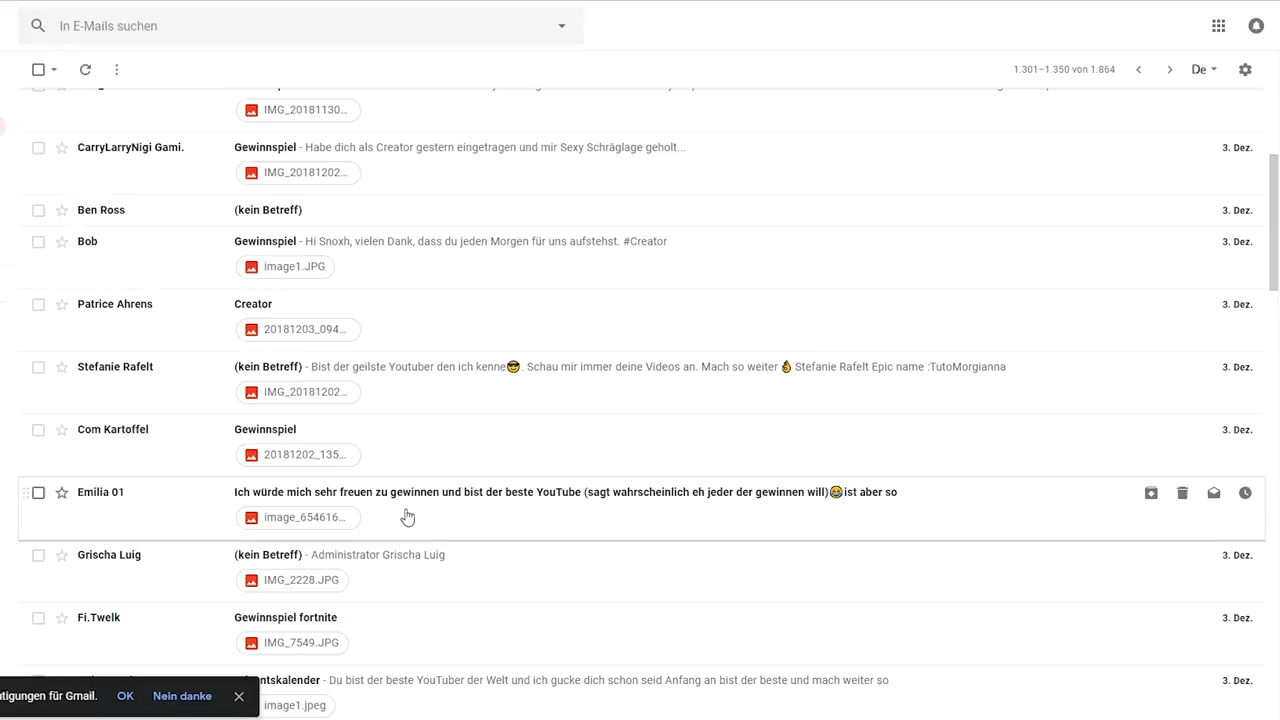 In E-Mails suchen
1.301–1.350 von 1.864
De
IMG_20181130...
CarryLarryNigi Gami. Gewinnspiel - Habe dich als Creator gestern eingetragen und mir Sexy Schräglage geholt... 3. Dez.
IMG_20181202...
Ben Ross (kein Betreff) 3. Dez.
Bob Gewinnspiel - Hi Snoxh, vielen Dank, dass du jeden Morgen für uns aufstehst. #Creator 3. Dez.
image1.JPG
Patrice Ahrens Creator 3. Dez.
20181203_094...
Stefanie Rafelt (kein Betreff) - Bist der geilste Youtuber den ich kenne😎. Schau mir immer deine Videos an. Mach so weiter 👌 Stefanie Rafelt Epic name :TutoMorgianna 3. Dez.
IMG_20181202...
Com Kartoffel Gewinnspiel 3. Dez.
20181202_135...
Emilia 01 Ich würde mich sehr freuen zu gewinnen und bist der beste YouTube (sagt wahrscheinlich eh jeder der gewinnen will)😂ist aber so
image_654616...
Grischa Luig (kein Betreff) - Administrator Grischa Luig 3. Dez.
IMG_2228.JPG
Fi.Twelk Gewinnspiel fortnite 3. Dez.
IMG_7549.JPG
ntskalender - Du bist der beste YouTuber der Welt und ich gucke dich schon seid Anfang an bist der beste und mach weiter so 3. Dez.
tigungen für Gmail. OK Nein danke
image1.jpeg